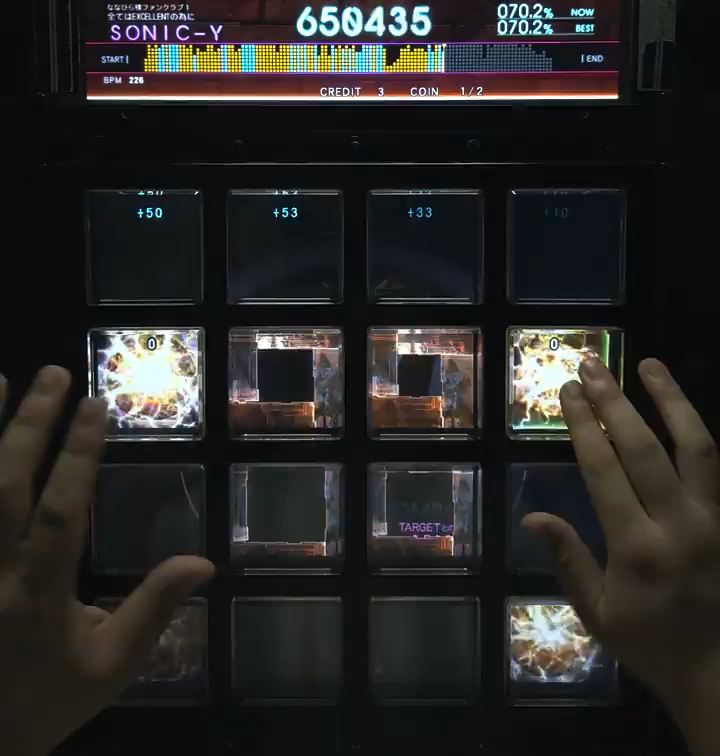 ななひら様ファンクラブ1
全てはEXCELLENTの為に
SONIC-Y
650435
070.2% NOW
070.2% BEST
START
END
BPM 226
CREDIT 3 COIN 1/2
+50
+53
+33
+10
0
0
TARGET